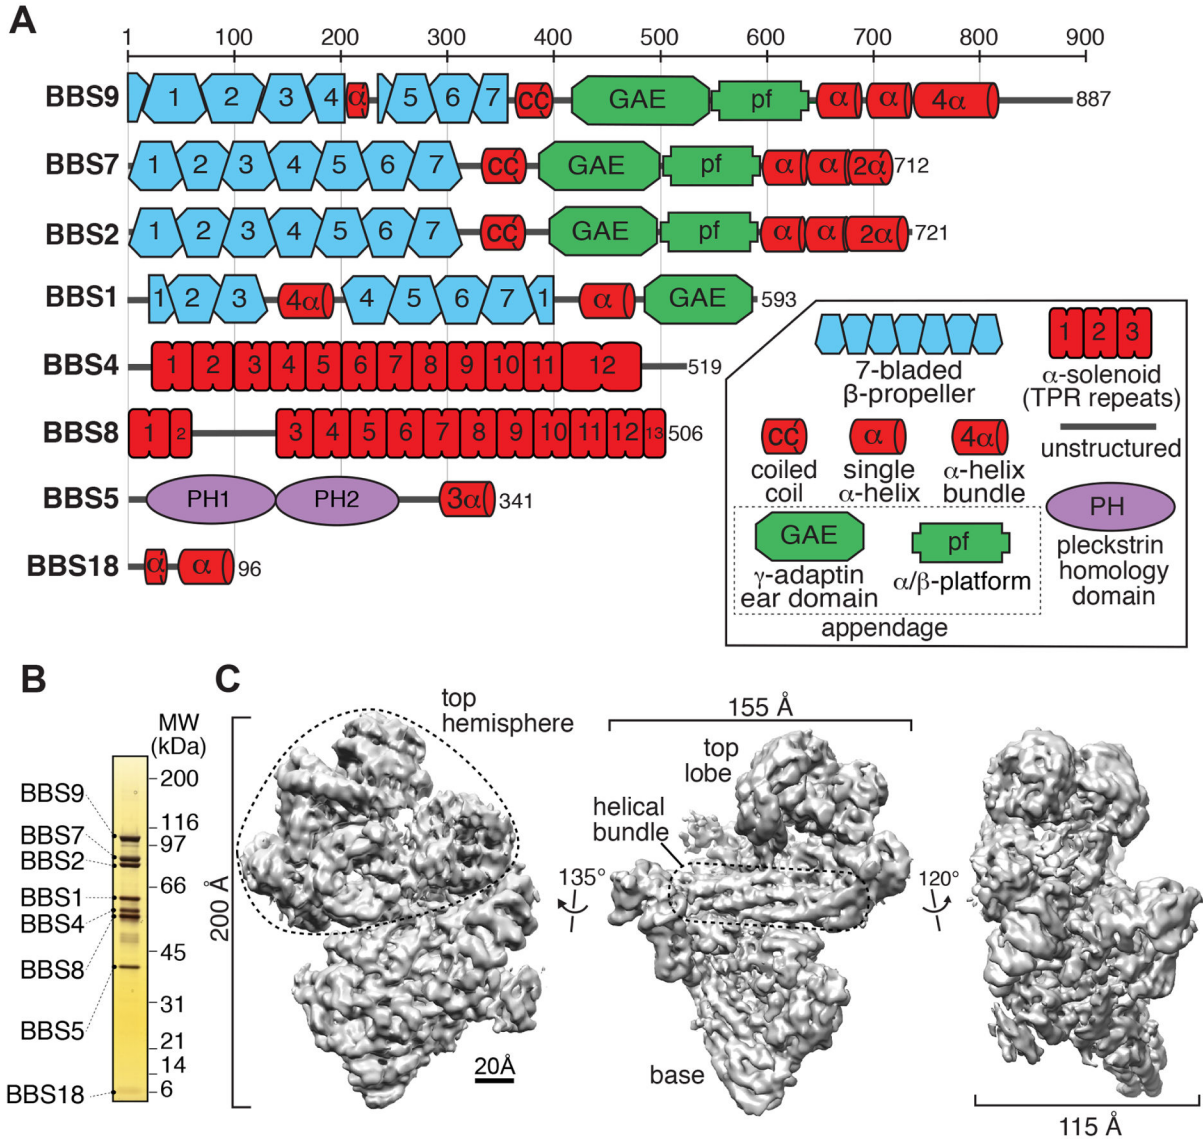 A
1 100 200 300 400 500 600 700 800 900
BBS9 1 2 3 4 α 5 6 7 cc GAE pf α α 4α 887
BBS7 1 2 3 4 5 6 7 cc GAE pf α α 2α 712
BBS2 1 2 3 4 5 6 7 cc GAE pf α α 2α 721
BBS1 1 2 3 4α 4 5 6 7 1 α GAE 593
BBS4 1 2 3 4 5 6 7 8 9 10 11 12 519
BBS8 1 2 3 4 5 6 7 8 9 10 11 12 13 506
BBS5 PH1 PH2 3α 341
BBS18 α α 96
7-bladed
β-propeller
1 2 3
α-solenoid
(TPR repeats)
cc
coiled
coil
α
single
α-helix
4α
α-helix
bundle
unstructured
GAE
γ-adaptin
ear domain
pf
α/β-platform
appendage
PH
pleckstrin
homology
domain
B
MW
(kDa)
200
116
97
66
45
31
21
14
6
BBS9
BBS7
BBS2
BBS1
BBS4
BBS8
BBS5
BBS18
C
200 Å
top
hemisphere
20Å
135°
155 Å
top
lobe
helical
bundle
base
120°
115 Å